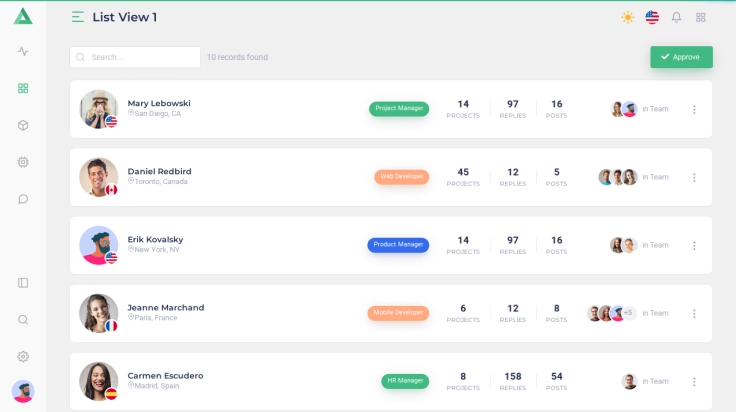 List View 1
Search...
10 records found
Approve
Mary Lebowski
San Diego, CA
Project Manager
14
PROJECTS
97
REPLIES
16
POSTS
in Team
Daniel Redbird
Toronto, Canada
Web Developer
45
PROJECTS
12
REPLIES
5
POSTS
in Team
Erik Kovalsky
New York, NY
Product Manager
14
PROJECTS
97
REPLIES
16
POSTS
in Team
Jeanne Marchand
Paris, France
Mobile Developer
6
PROJECTS
12
REPLIES
8
POSTS
+5
in Team
Carmen Escudero
Madrid, Spain
HR Manager
8
PROJECTS
158
REPLIES
54
POSTS
in Team